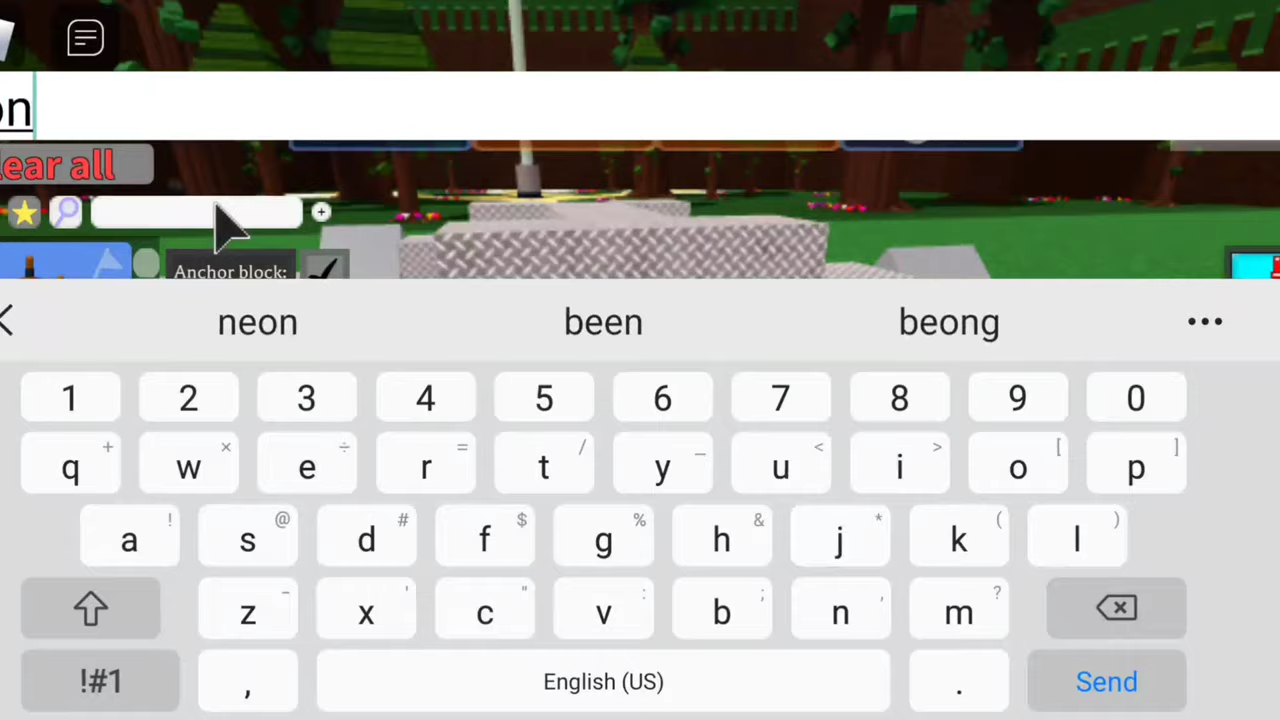 on
lear all
Anchor block:
neon been beong
1 2 3 4 5 6 7 8 9 0
q + w × e ÷ r = t / y _ u < i > o [ p ]
a ! s @ d # f $ g % h & j * k ( l )
z - x ' c " v : b ; n , m ?
!#1 , English (US) . Send